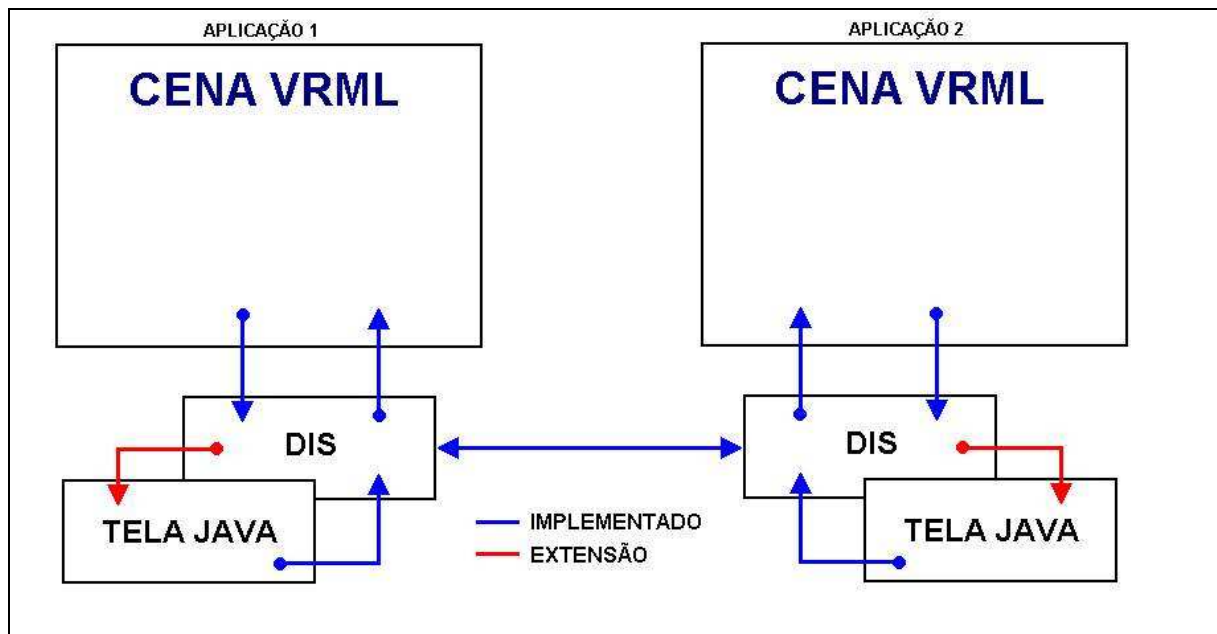 APLICAÇÃO 1
APLICAÇÃO 2
CENA VRML
CENA VRML
DIS
DIS
TELA JAVA
TELA JAVA
IMPLEMENTADO
EXTENSÃO